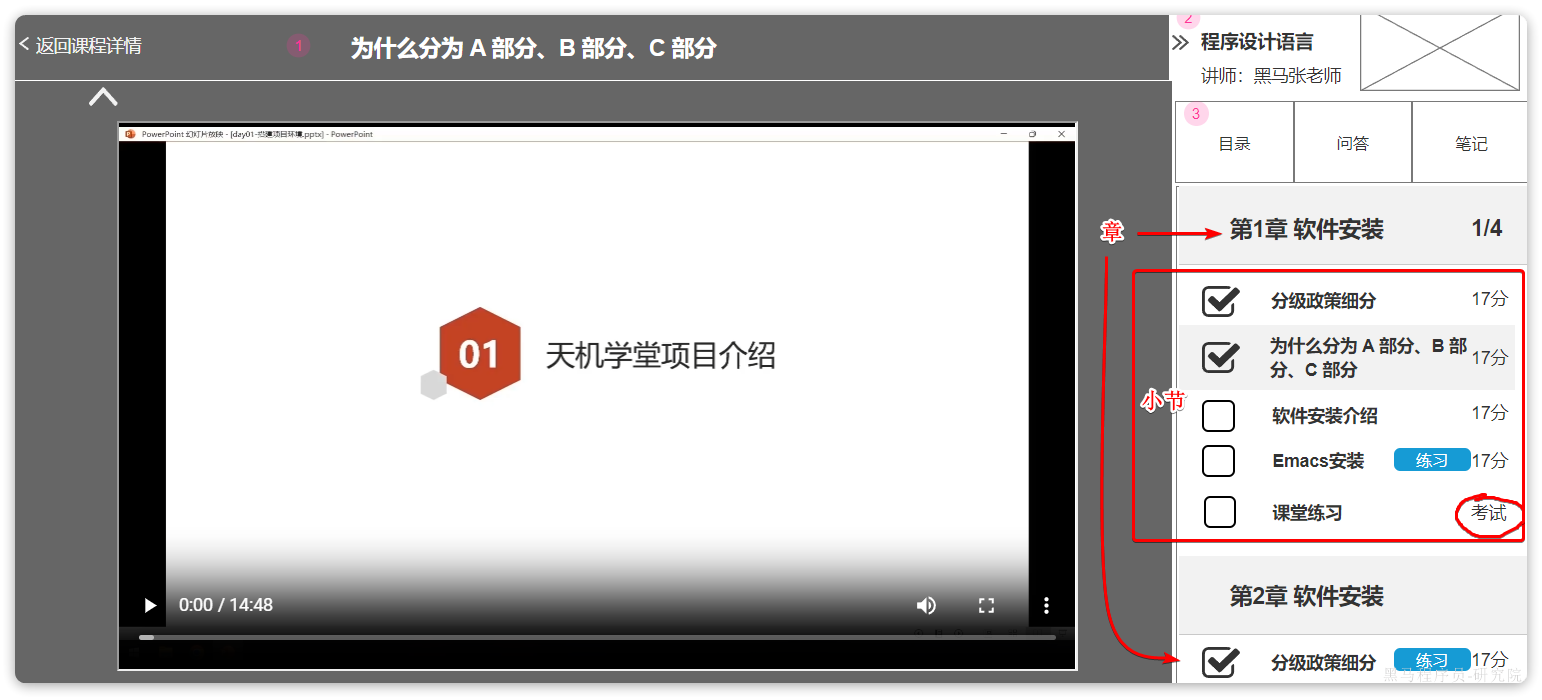 返回课程详情
1
为什么分为 A 部分、B 部分、C 部分
PowerPoint 幻灯片放映 - [day01-搭建项目环境.pptx] - PowerPoint
01
天机学堂项目介绍
0:00 / 14:48
2
程序设计语言
讲师：黑马张老师
3
目录
问答
笔记
章
第1章 软件安装
1/4
小节
分级政策细分
17分
为什么分为 A 部分、B 部
分、C 部分
17分
软件安装介绍
17分
Emacs安装
练习
17分
课堂练习
考试
第2章 软件安装
分级政策细分
练习
17分
黑马程序员-研究院